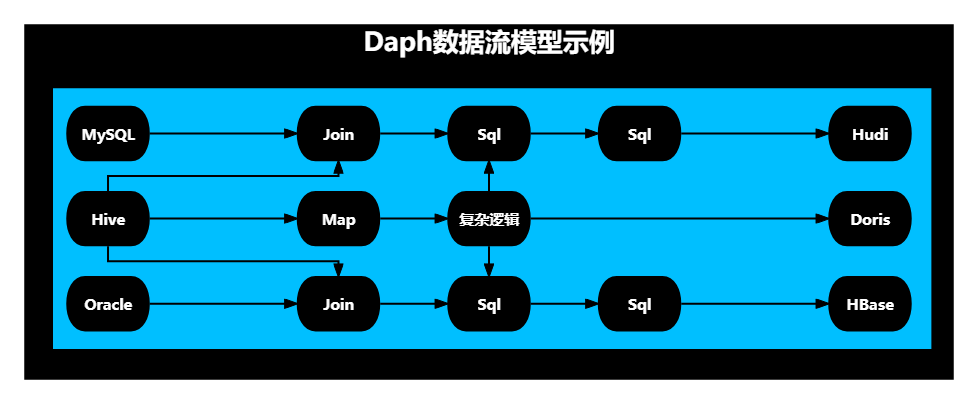 Daph数据流模型示例
MySQL
Join
Sql
Sql
Hudi
Hive
Map
复杂逻辑
Doris
Oracle
Join
Sql
Sql
HBase